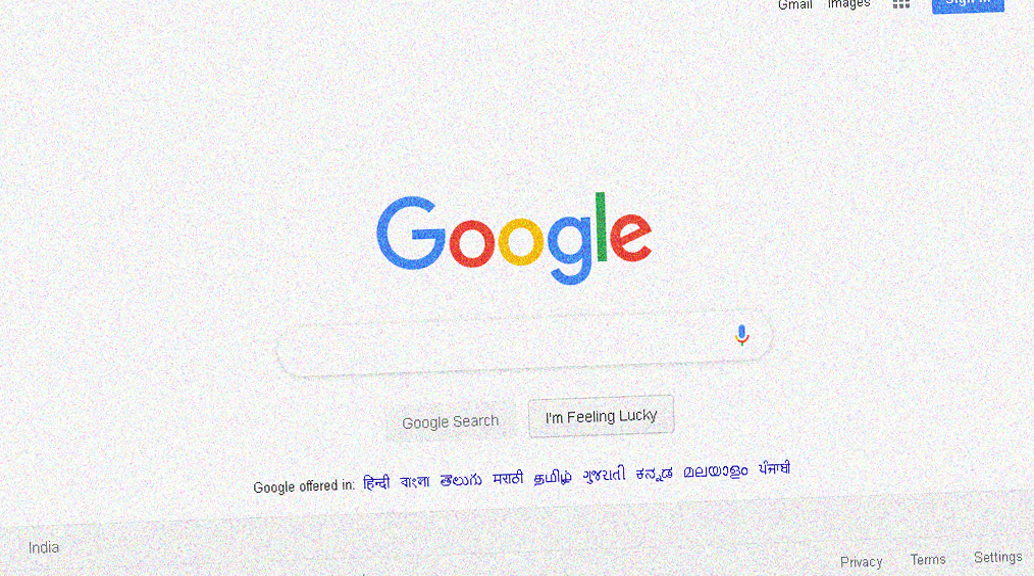 Gmail Images Sign in
Google
Google Search I'm Feeling Lucky
Google offered in: हिन्दी বাংলা తెలుగు मराठी தமிழ் ગુજરાતી ಕನ್ನಡ മലയാളം ਪੰਜਾਬੀ
India
Privacy Terms Settings